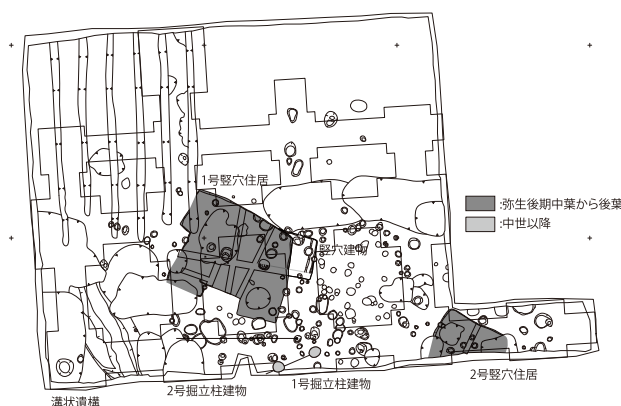 1号竪穴住居
:弥生後期中葉から後葉
:中世以降
竪穴建物
2号竪穴住居
1号掘立柱建物
2号掘立柱建物
溝状遺構